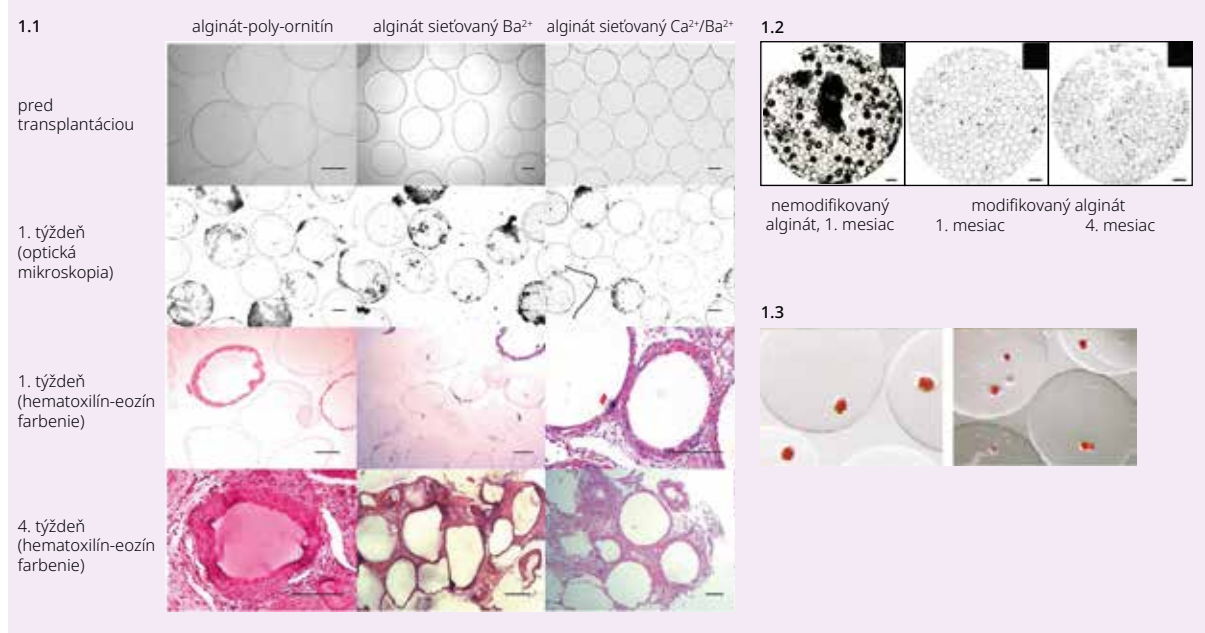 1.1
alginát-poly-ornitín
alginát sieťovaný Ba²⁺
alginát sieťovaný Ca²⁺/Ba²⁺
pred
transplantáciou
1. týždeň
(optická
mikroskopia)
1. týždeň
(hematoxilín-eozín
farbenie)
4. týždeň
(hematoxilín-eozín
farbenie)
1.2
nemodifikovaný
alginát, 1. mesiac
modifikovaný alginát
1. mesiac
4. mesiac
1.3